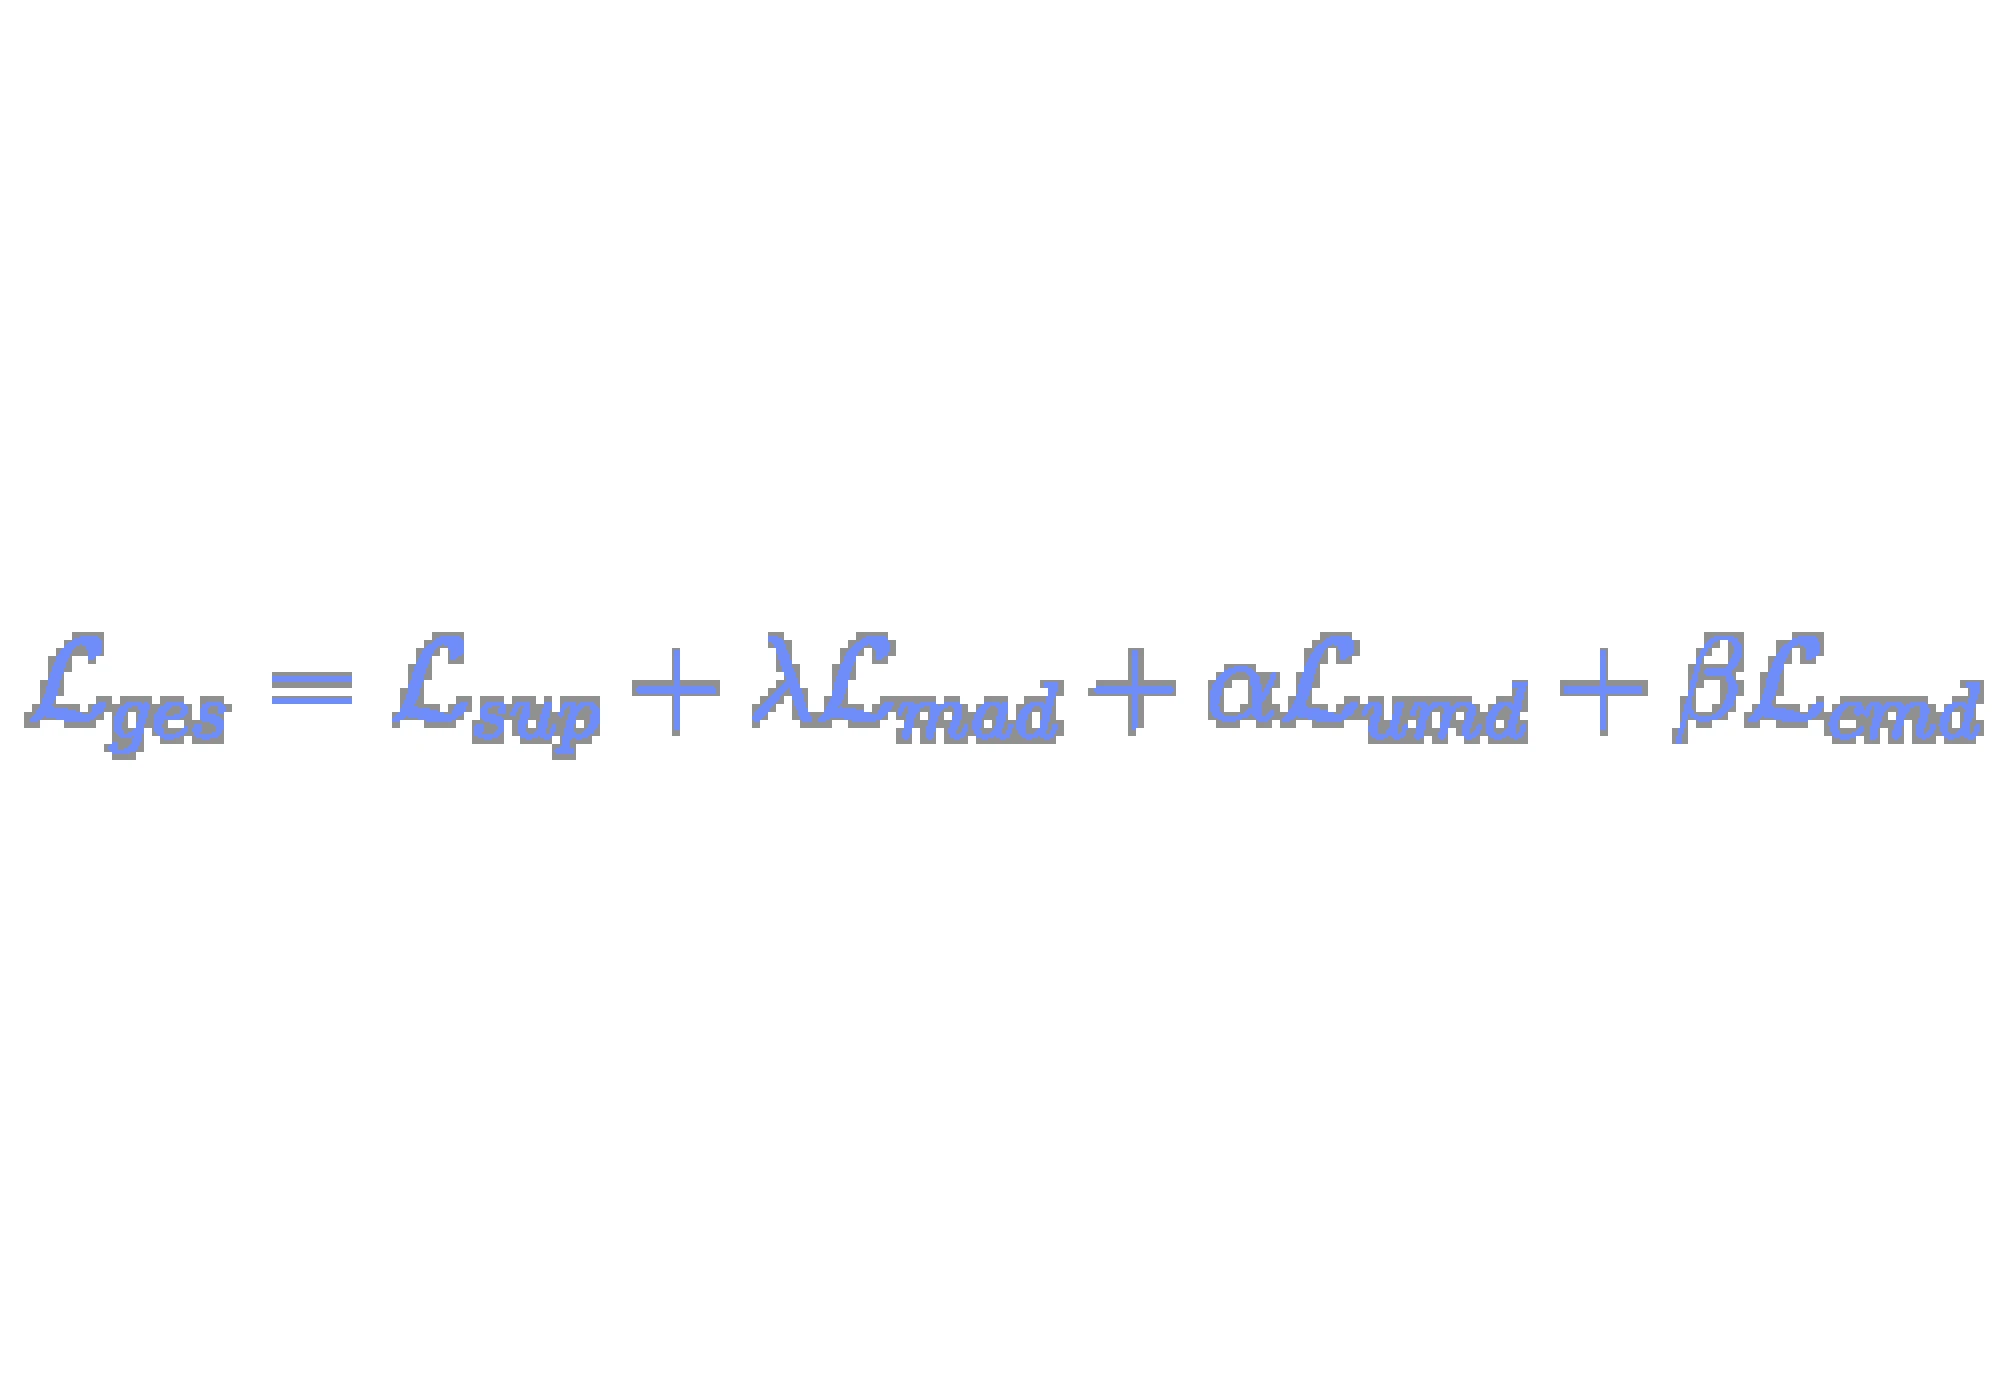 ℒ_ges = ℒ_sup + λℒ_mad + αℒ_umd + βℒ_cmd